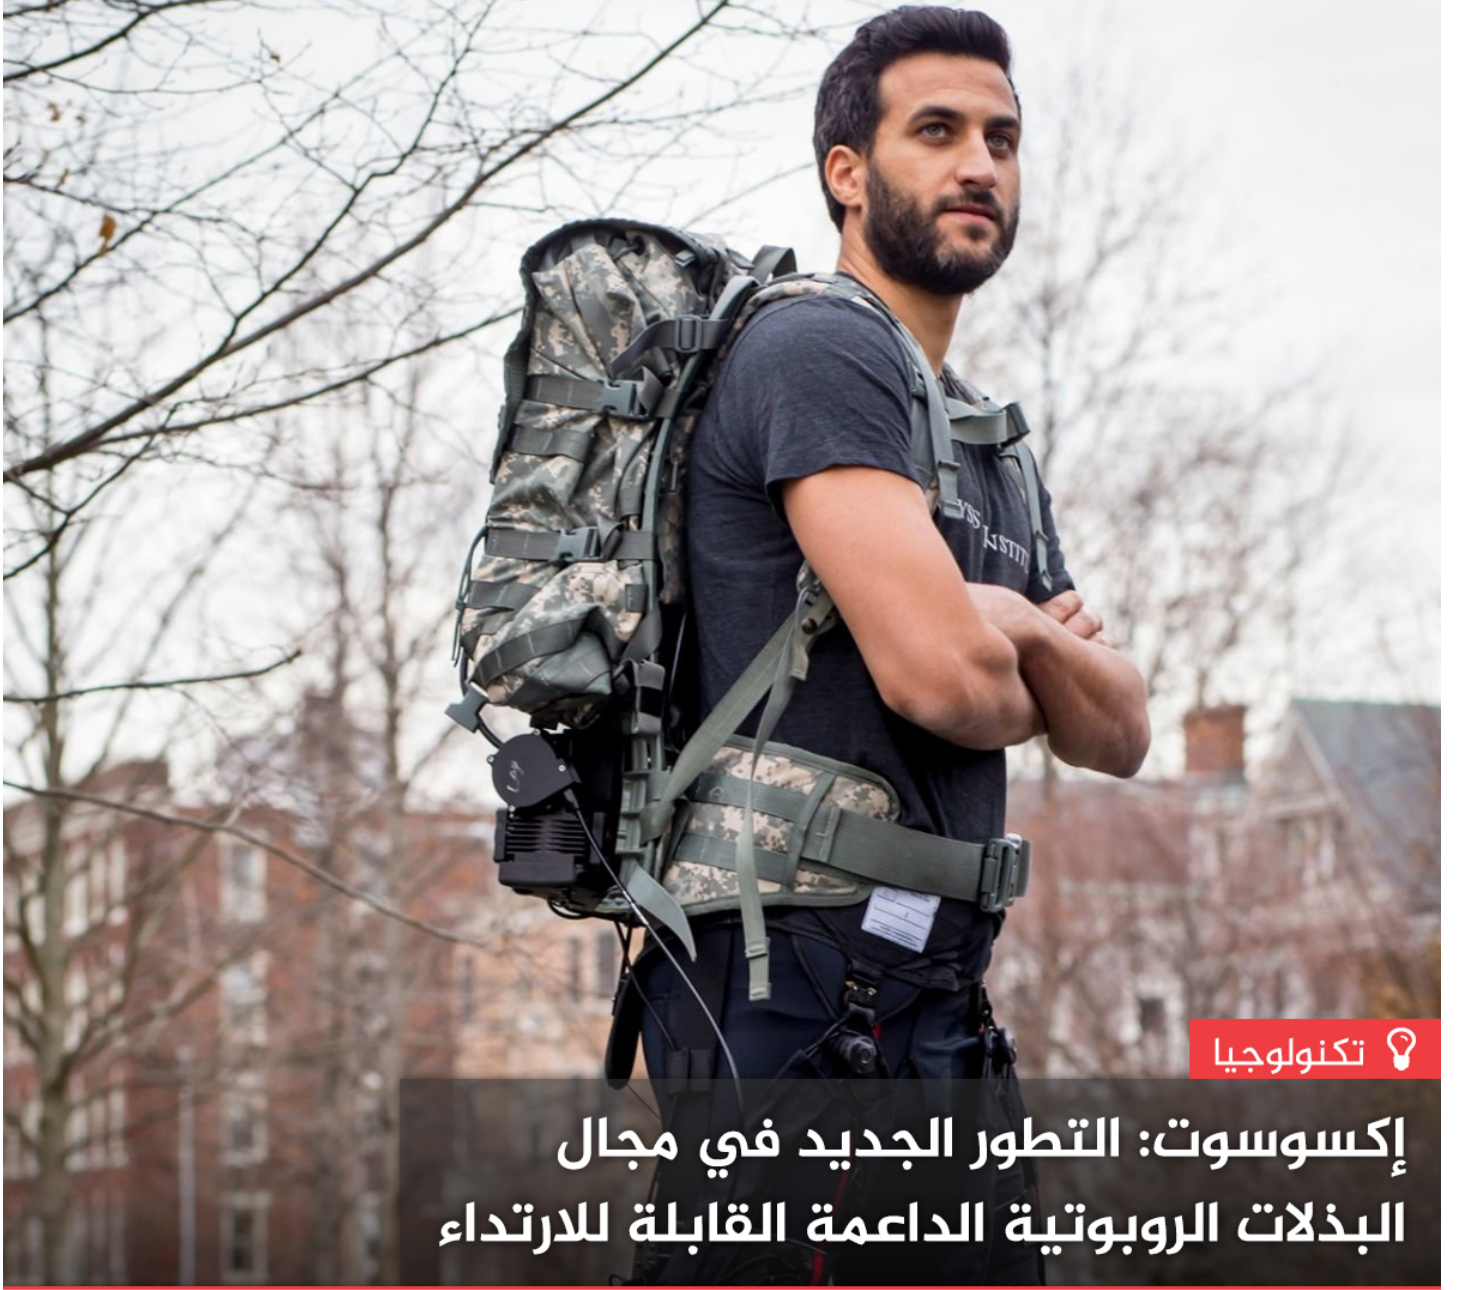 تكنولوجيا
إكسوسوت: التطور الجديد في مجال
البذلات الروبوتية الداعمة القابلة للارتداء